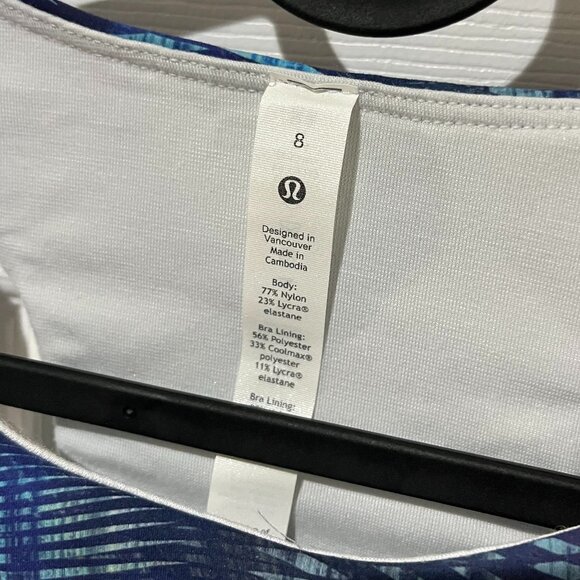 8
Designed in
Vancouver
Made in
Cambodia
Body:
77% Nylon
23% Lycra®
elastane
Bra Lining:
56% Polyester
33% Coolmax®
polyester
11% Lycra®
elastane
Bra Lining: